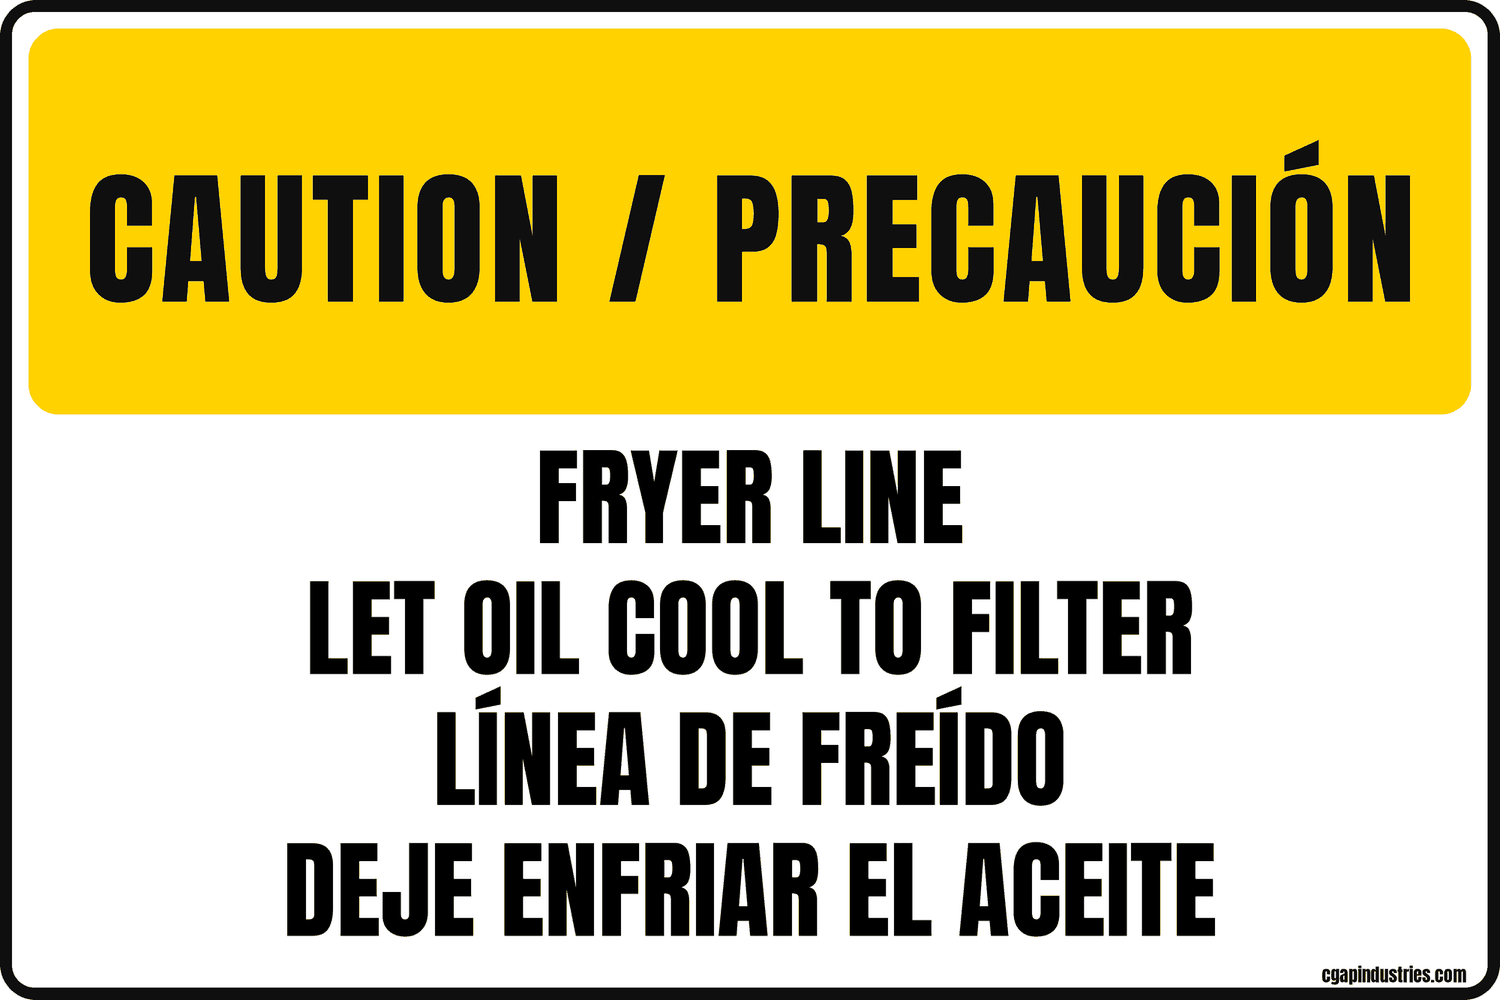 CAUTION / PRECAUCIÓN
FRYER LINE
LET OIL COOL TO FILTER
LÍNEA DE FREÍDO
DEJE ENFRIAR EL ACEITE
cgapindustries.com